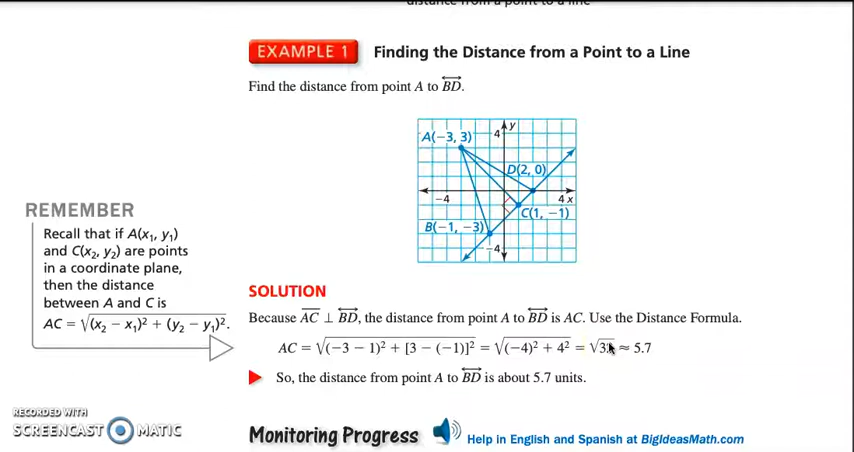 EXAMPLE 1 Finding the Distance from a Point to a Line
Find the distance from point A to BD.
A(−3, 3)
4
y
D(2, 0)
−4
4 x
C(1, −1)
B(−1, −3)
−4
REMEMBER
Recall that if A(x₁, y₁)
and C(x₂, y₂) are points
in a coordinate plane,
then the distance
between A and C is
AC = √(x₂ − x₁)² + (y₂ − y₁)².
SOLUTION
Because AC ⊥ BD, the distance from point A to BD is AC. Use the Distance Formula.
AC = √(−3 − 1)² + [3 − (−1)]² = √(−4)² + 4² = ≈ 5.7
So, the distance from point A to BD is about 5.7 units.
RECORDED WITH
SCREENCAST MATIC
Monitoring Progress Help in English and Spanish at BigIdeasMath.com